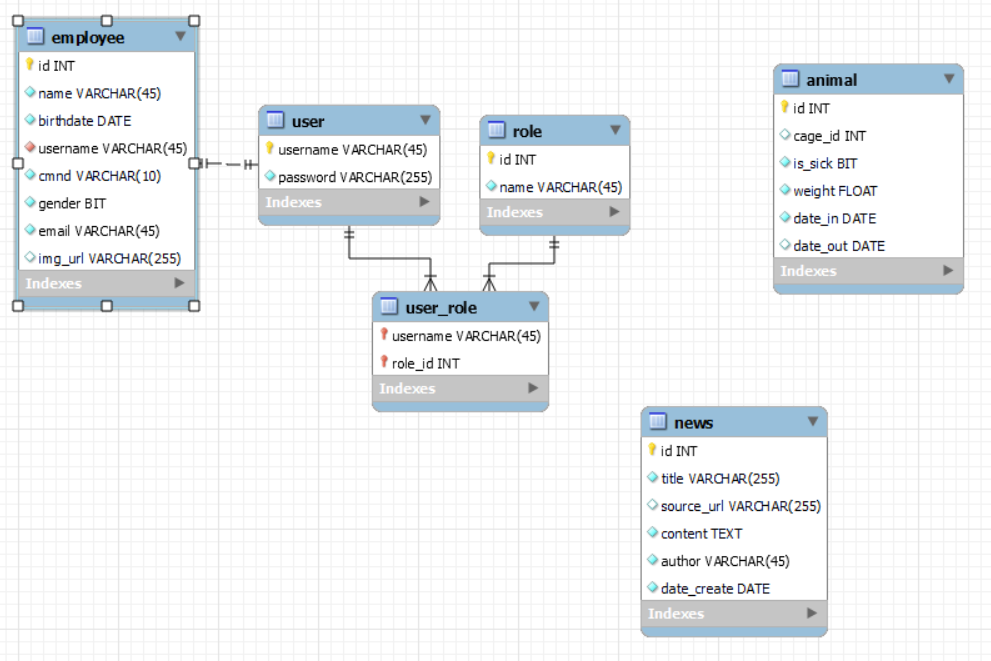 employee
id INT
name VARCHAR(45)
birthdate DATE
username VARCHAR(45)
cmnd VARCHAR(10)
gender BIT
email VARCHAR(45)
img_url VARCHAR(255)
Indexes
user
username VARCHAR(45)
password VARCHAR(255)
Indexes
role
id INT
name VARCHAR(45)
Indexes
user_role
username VARCHAR(45)
role_id INT
Indexes
animal
id INT
cage_id INT
is_sick BIT
weight FLOAT
date_in DATE
date_out DATE
Indexes
news
id INT
title VARCHAR(255)
source_url VARCHAR(255)
content TEXT
author VARCHAR(45)
date_create DATE
Indexes